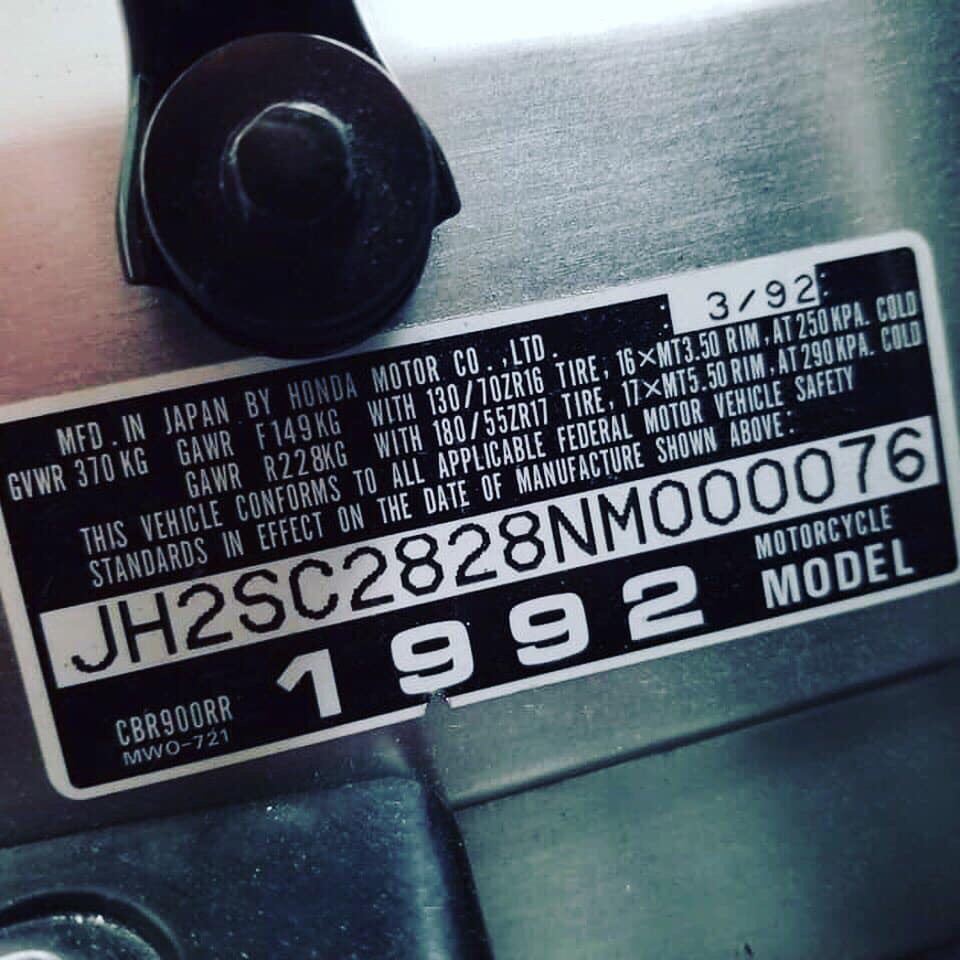 3/92
MFD. IN JAPAN BY HONDA MOTOR CO.,LTD.
GVWR 370KG GAWR F149KG WITH 130/70ZR16 TIRE, 16×MT3.50 RIM, AT 250KPA. COLD
GAWR R228KG WITH 180/55ZR17 TIRE, 17×MT5.50 RIM, AT 290KPA. COLD
THIS VEHICLE CONFORMS TO ALL APPLICABLE FEDERAL MOTOR VEHICLE SAFETY
STANDARDS IN EFFECT ON THE DATE OF MANUFACTURE SHOWN ABOVE:
JH2SC2828NM000076
MOTORCYCLE
1992 MODEL
CBR900RR
MWO-721